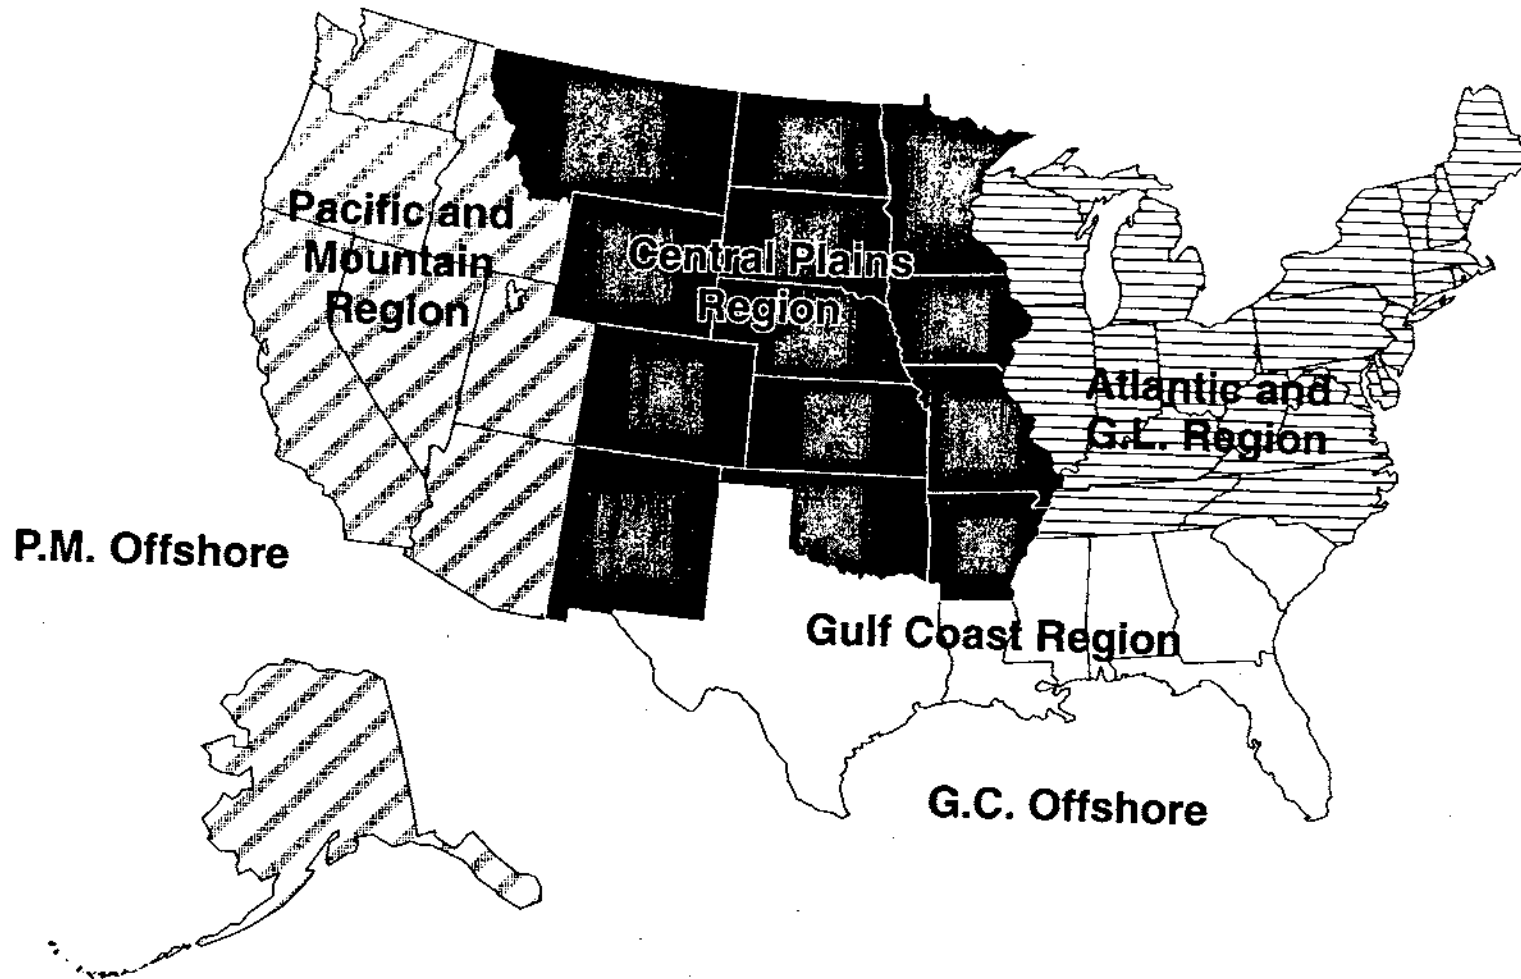 Pacific and
Mountain
Region
Central Plains
Region
Atlantic and
G.L. Region
P.M. Offshore
Gulf Coast Region
G.C. Offshore